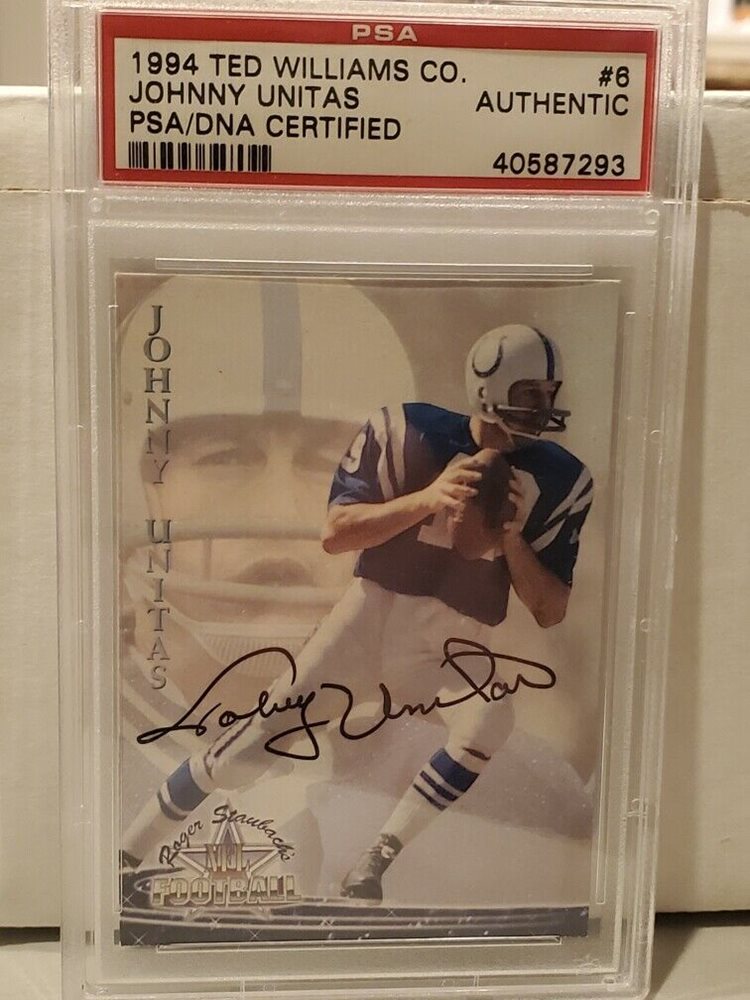 PSA
1994 TED WILLIAMS CO. #6
JOHNNY UNITAS AUTHENTIC
PSA/DNA CERTIFIED
40587293
JOHNNY UNITAS
Johnny Unitas
Roger Staubach's
NFL
FOOTBALL